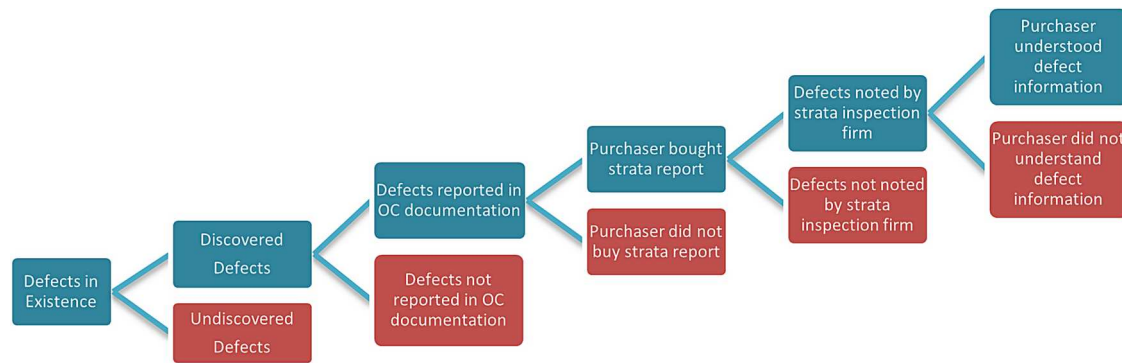 Defects in
Existence
Discovered
Defects
Undiscovered
Defects
Defects reported in
OC documentation
Defects not
reported in OC
documentation
Purchaser bought
strata report
Purchaser did not
buy strata report
Defects noted by
strata inspection
firm
Defects not noted
by strata
inspection firm
Purchaser
understood
defect
information
Purchaser did not
understand
defect
information